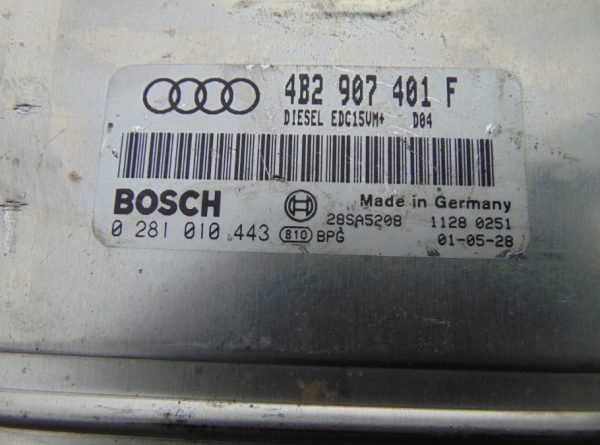 4B2 907 401 F
DIESEL EDC15VM+ D04
BOSCH
Made in Germany
28SA5208 1128 0251
0 281 010 443 810 BPG 01-05-28